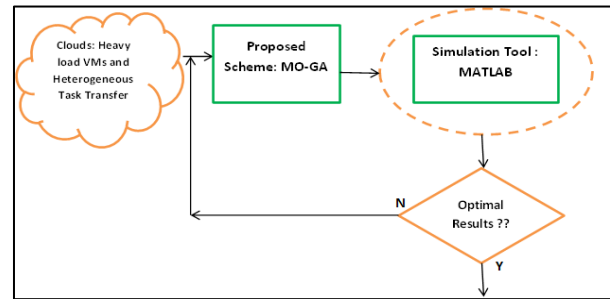 Clouds: Heavy
load VMs and
Heterogeneous
Task Transfer
Proposed
Scheme: MO-GA
Simulation Tool :
MATLAB
Optimal
Results ??
N
Y